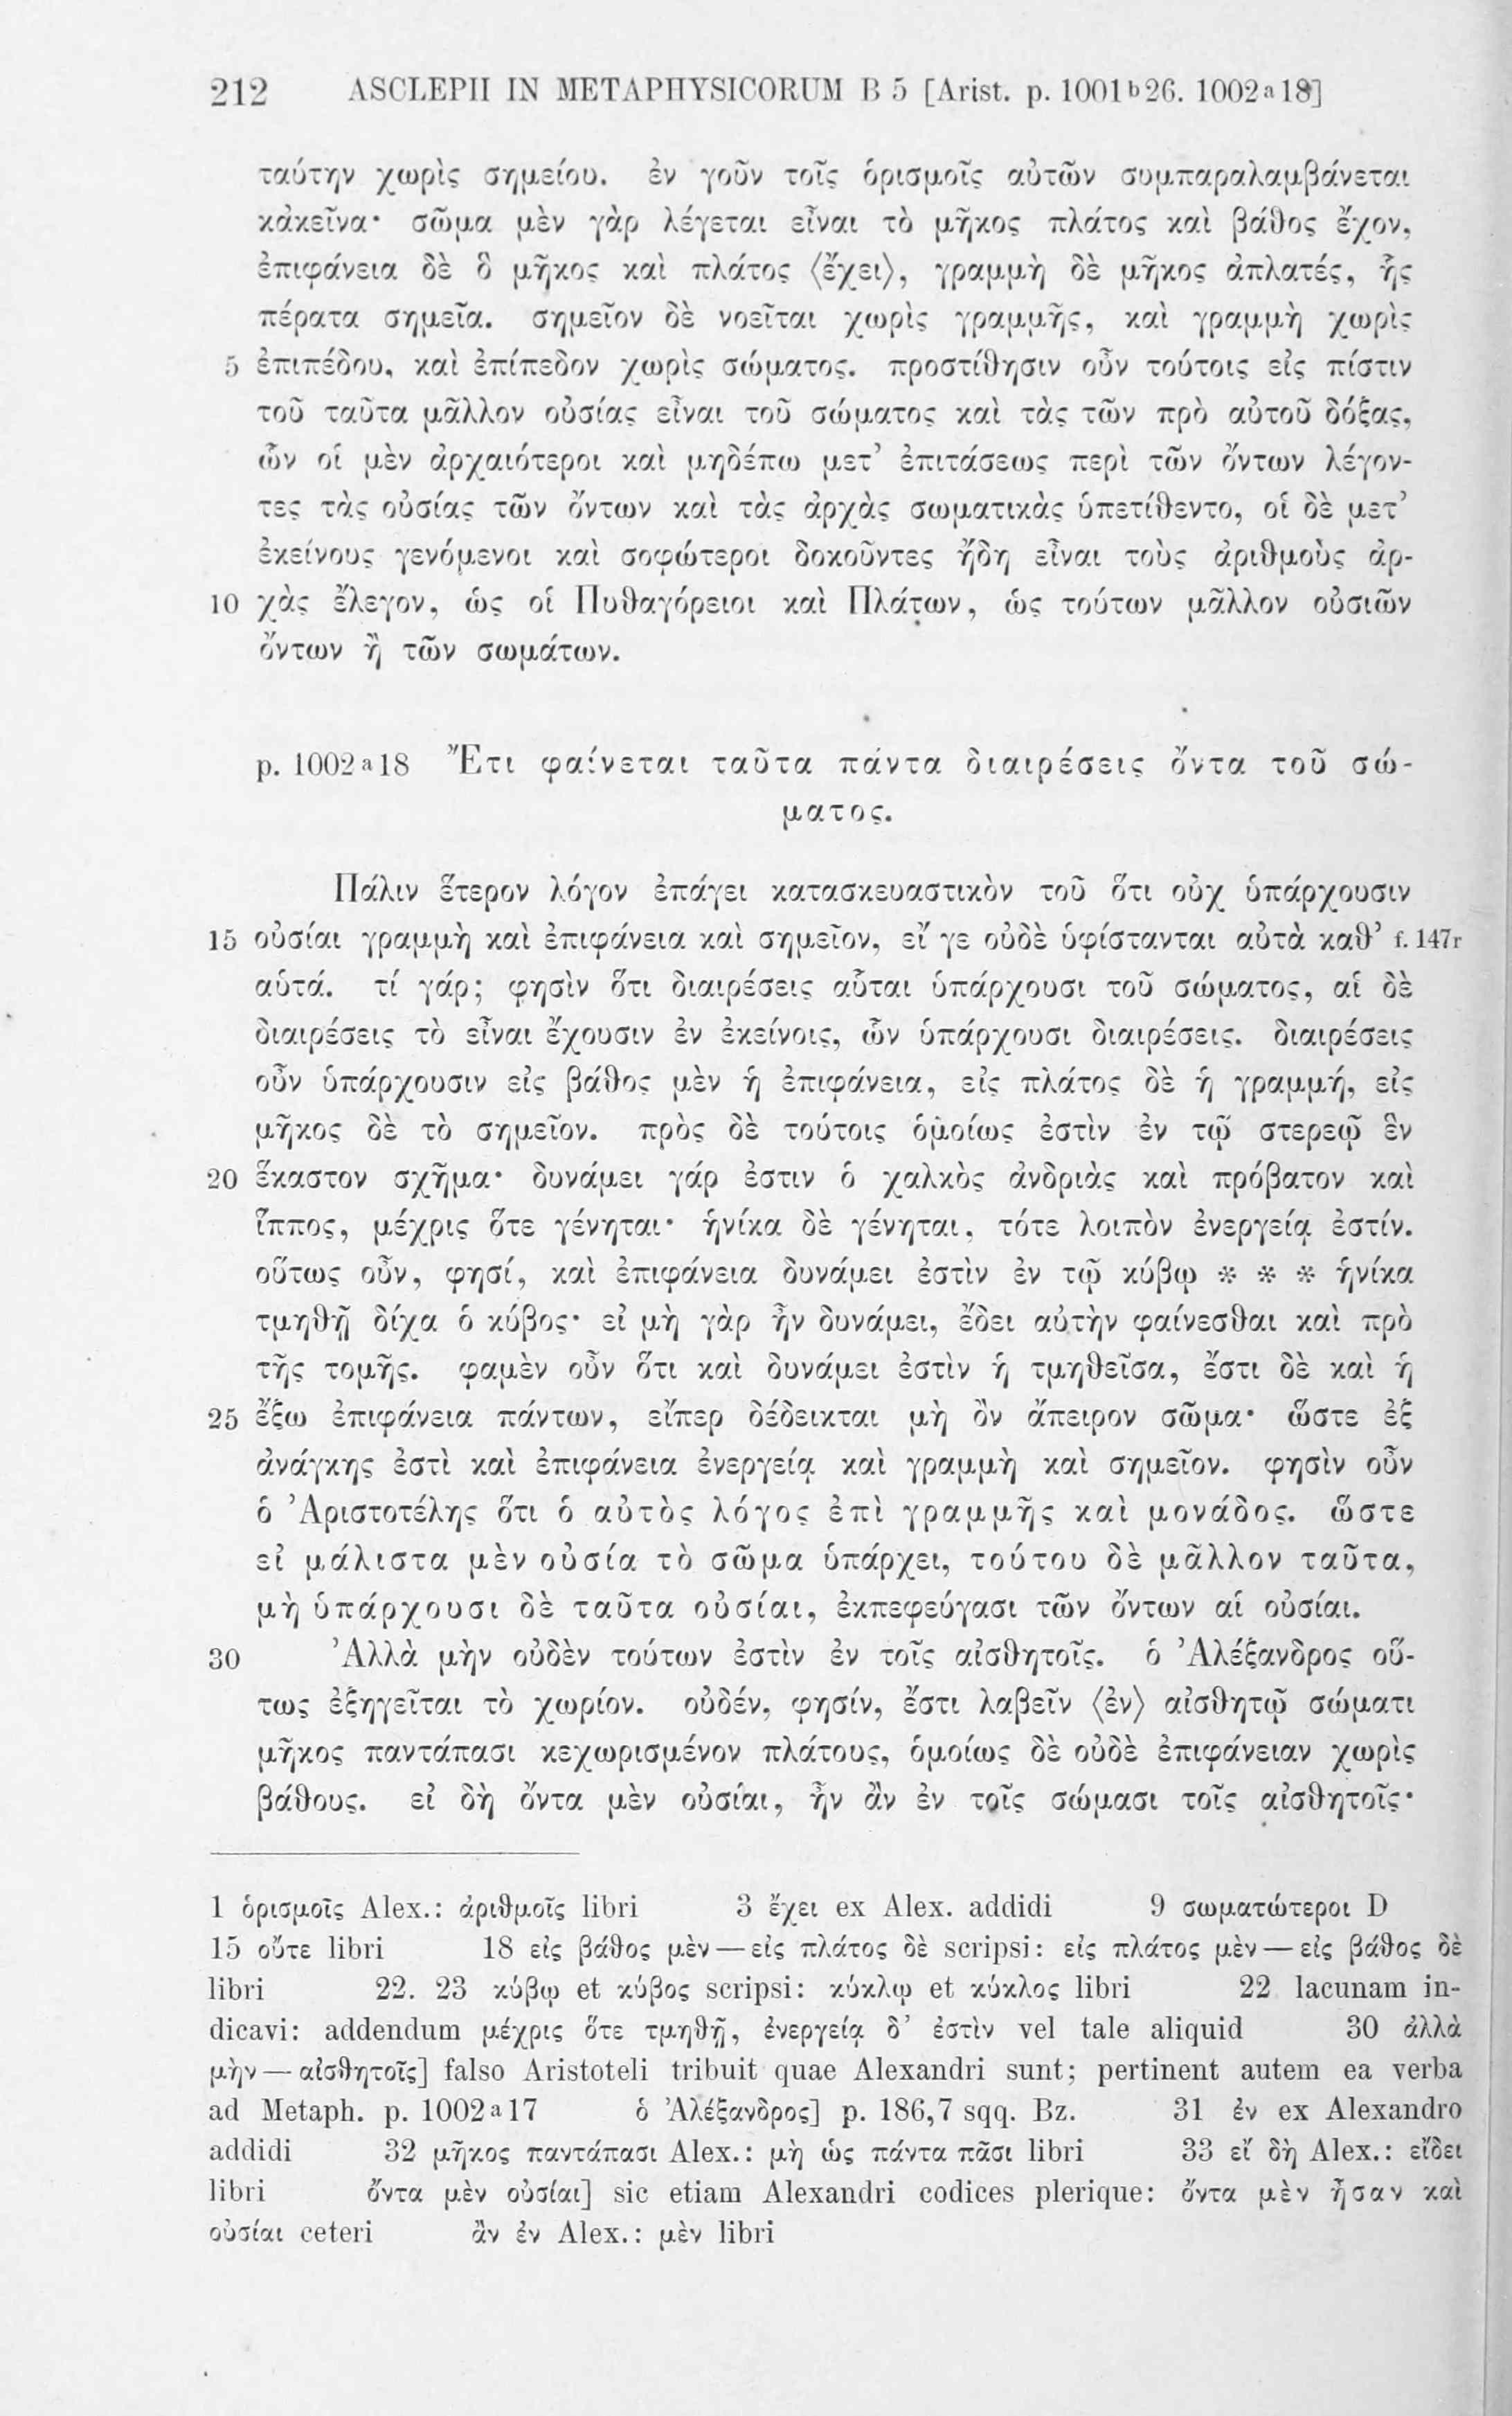 212 ASCLEPII IN METAPHYSICORUM B 5 [Arist. p. 1001ᵇ26. 1002ᵃ18]
ταύτην χωρὶς σημείου. ἐν γοῦν τοῖς ὁρισμοῖς αὐτῶν συμπαραλαμβάνεται
κἀκεῖνα· σῶμα μὲν γὰρ λέγεται εἶναι τὸ μῆκος πλάτος καὶ βάθος ἔχον,
ἐπιφάνεια δὲ ὃ μῆκος καὶ πλάτος ⟨ἔχει⟩, γραμμὴ δὲ μῆκος ἀπλατές, ἧς
πέρατα σημεῖα. σημεῖον δὲ νοεῖται χωρὶς γραμμῆς, καὶ γραμμὴ χωρὶς
5 ἐπιπέδου, καὶ ἐπίπεδον χωρὶς σώματος. προστίθησιν οὖν τούτοις εἰς πίστιν
τοῦ ταῦτα μᾶλλον οὐσίας εἶναι τοῦ σώματος καὶ τὰς τῶν πρὸ αὐτοῦ δόξας,
ὧν οἱ μὲν ἀρχαιότεροι καὶ μηδέπω μετ’ ἐπιτάσεως περὶ τῶν ὄντων λέγον-
τες τὰς οὐσίας τῶν ὄντων καὶ τὰς ἀρχὰς σωματικὰς ὑπετίθεντο, οἱ δὲ μετ’
ἐκείνους γενόμενοι καὶ σοφώτεροι δοκοῦντες ἤδη εἶναι τοὺς ἀριθμοὺς ἀρ-
10 χὰς ἔλεγον, ὡς οἱ Πυθαγόρειοι καὶ Πλάτων, ὡς τούτων μᾶλλον οὐσιῶν
ὄντων ἢ τῶν σωμάτων.
p. 1002ᵃ18 Ἔτι φαίνεται ταῦτα πάντα διαιρέσεις ὄντα τοῦ σώ-
ματος.
Πάλιν ἕτερον λόγον ἐπάγει κατασκευαστικὸν τοῦ ὅτι οὐχ ὑπάρχουσιν
15 οὐσίαι γραμμὴ καὶ ἐπιφάνεια καὶ σημεῖον, εἴ γε οὐδὲ ὑφίστανται αὐτὰ καθ’ f. 147r
αὑτά. τί γάρ; φησὶν ὅτι διαιρέσεις αὗται ὑπάρχουσι τοῦ σώματος, αἱ δὲ
διαιρέσεις τὸ εἶναι ἔχουσιν ἐν ἐκείνοις, ὧν ὑπάρχουσι διαιρέσεις. διαιρέσεις
οὖν ὑπάρχουσιν εἰς βάθος μὲν ἡ ἐπιφάνεια, εἰς πλάτος δὲ ἡ γραμμή, εἰς
μῆκος δὲ τὸ σημεῖον. πρὸς δὲ τούτοις ὁμοίως ἐστὶν ἐν τῷ στερεῷ ἓν
20 ἕκαστον σχῆμα· δυνάμει γάρ ἐστιν ὁ χαλκὸς ἀνδριὰς καὶ πρόβατον καὶ
ἵππος, μέχρις ὅτε γένηται· ἡνίκα δὲ γένηται, τότε λοιπὸν ἐνεργείᾳ ἐστίν.
οὕτως οὖν, φησί, καὶ ἐπιφάνεια δυνάμει ἐστὶν ἐν τῷ κύβῳ * * * ἡνίκα
τμηθῇ δίχα ὁ κύβος· εἰ μὴ γὰρ ἦν δυνάμει, ἔδει αὐτὴν φαίνεσθαι καὶ πρὸ
τῆς τομῆς. φαμὲν οὖν ὅτι καὶ δυνάμει ἐστὶν ἡ τμηθεῖσα, ἔστι δὲ καὶ ἡ
25 ἔξω ἐπιφάνεια πάντων, εἴπερ δέδεικται μὴ ὂν ἄπειρον σῶμα· ὥστε ἐξ
ἀνάγκης ἐστὶ καὶ ἐπιφάνεια ἐνεργείᾳ καὶ γραμμὴ καὶ σημεῖον. φησὶν οὖν
ὁ Ἀριστοτέλης ὅτι ὁ αὐτὸς λόγος ἐπὶ γραμμῆς καὶ μονάδος. ὥστε
εἰ μάλιστα μὲν οὐσία τὸ σῶμα ὑπάρχει, τούτου δὲ μᾶλλον ταῦτα,
μὴ ὑπάρχουσι δὲ ταῦτα οὐσίαι, ἐκπεφεύγασι τῶν ὄντων αἱ οὐσίαι.
30 Ἀλλὰ μὴν οὐδὲν τούτων ἐστὶν ἐν τοῖς αἰσθητοῖς. ὁ Ἀλέξανδρος οὕ-
τως ἐξηγεῖται τὸ χωρίον. οὐδέν, φησίν, ἔστι λαβεῖν ⟨ἐν⟩ αἰσθητῷ σώματι
μῆκος παντάπασι κεχωρισμένον πλάτους, ὁμοίως δὲ οὐδὲ ἐπιφάνειαν χωρὶς
βάθους. εἰ δὴ ὄντα μὲν οὐσίαι, ἦν ἂν ἐν τοῖς σώμασι τοῖς αἰσθητοῖς·
1 ὁρισμοῖς Alex.: ἀριθμοῖς libri 3 ἔχει ex Alex. addidi 9 σωματώτεροι D
15 οὔτε libri 18 εἰς βάθος μὲν — εἰς πλάτος δὲ scripsi: εἰς πλάτος μὲν — εἰς βάθος δὲ
libri 22. 23 κύβῳ et κύβος scripsi: κύκλῳ et κύκλος libri 22 lacunam in-
dicavi: addendum μέχρις ὅτε τμηθῇ, ἐνεργείᾳ δ’ ἐστὶν vel tale aliquid 30 ἀλλὰ
μὴν — αἰσθητοῖς] falso Aristoteli tribuit quae Alexandri sunt; pertinent autem ea verba
ad Metaph. p. 1002ᵃ17 ὁ Ἀλέξανδρος] p. 186,7 sqq. Bz. 31 ἐν ex Alexandro
addidi 32 μῆκος παντάπασι Alex.: μὴ ὡς πάντα πᾶσι libri 33 εἴ δὴ Alex.: εἴδει
libri ὄντα μὲν οὐσίαι] sic etiam Alexandri codices plerique: ὄντα μὲν ἦσαν καὶ
οὐσίαι ceteri ἂν ἐν Alex.: μὲν libri